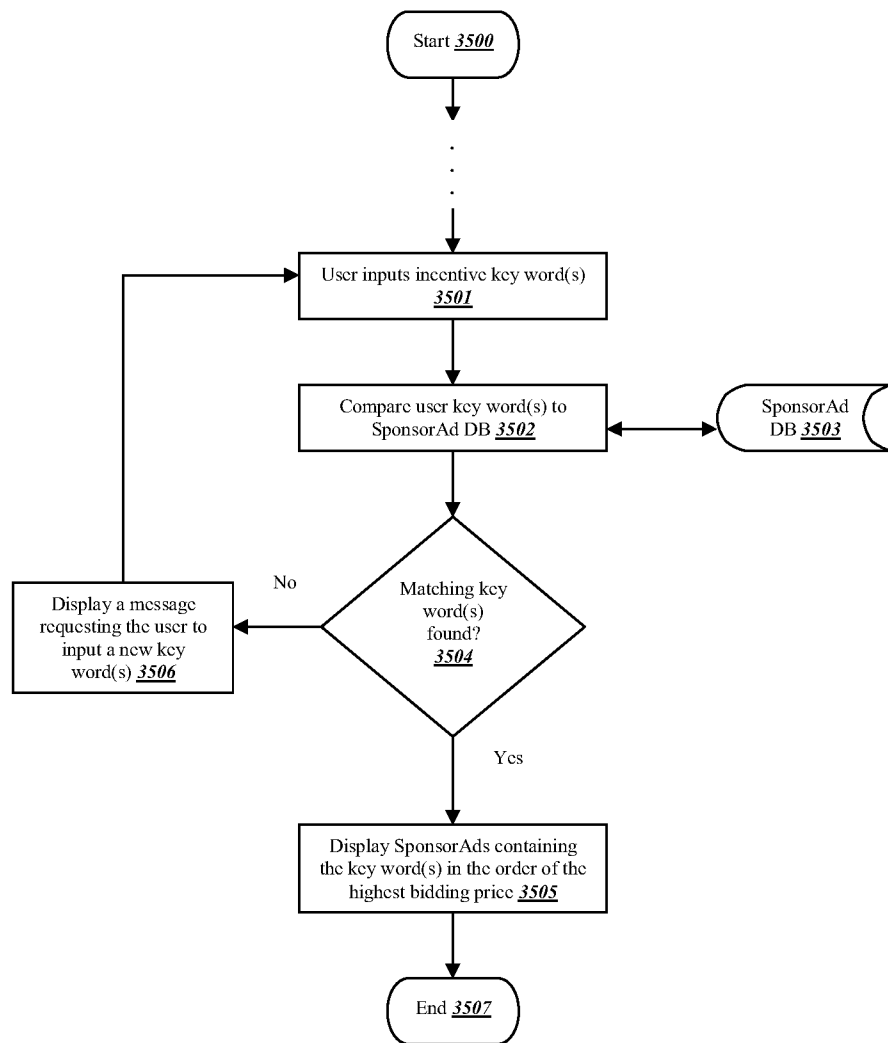 Start 3500
User inputs incentive key word(s)
3501
Compare user key word(s) to
SponsorAd DB 3502
SponsorAd
DB 3503
Matching key
word(s)
found?
3504
No
Display a message
requesting the user to
input a new key
word(s) 3506
Yes
Display SponsorAds containing
the key word(s) in the order of the
highest bidding price 3505
End 3507